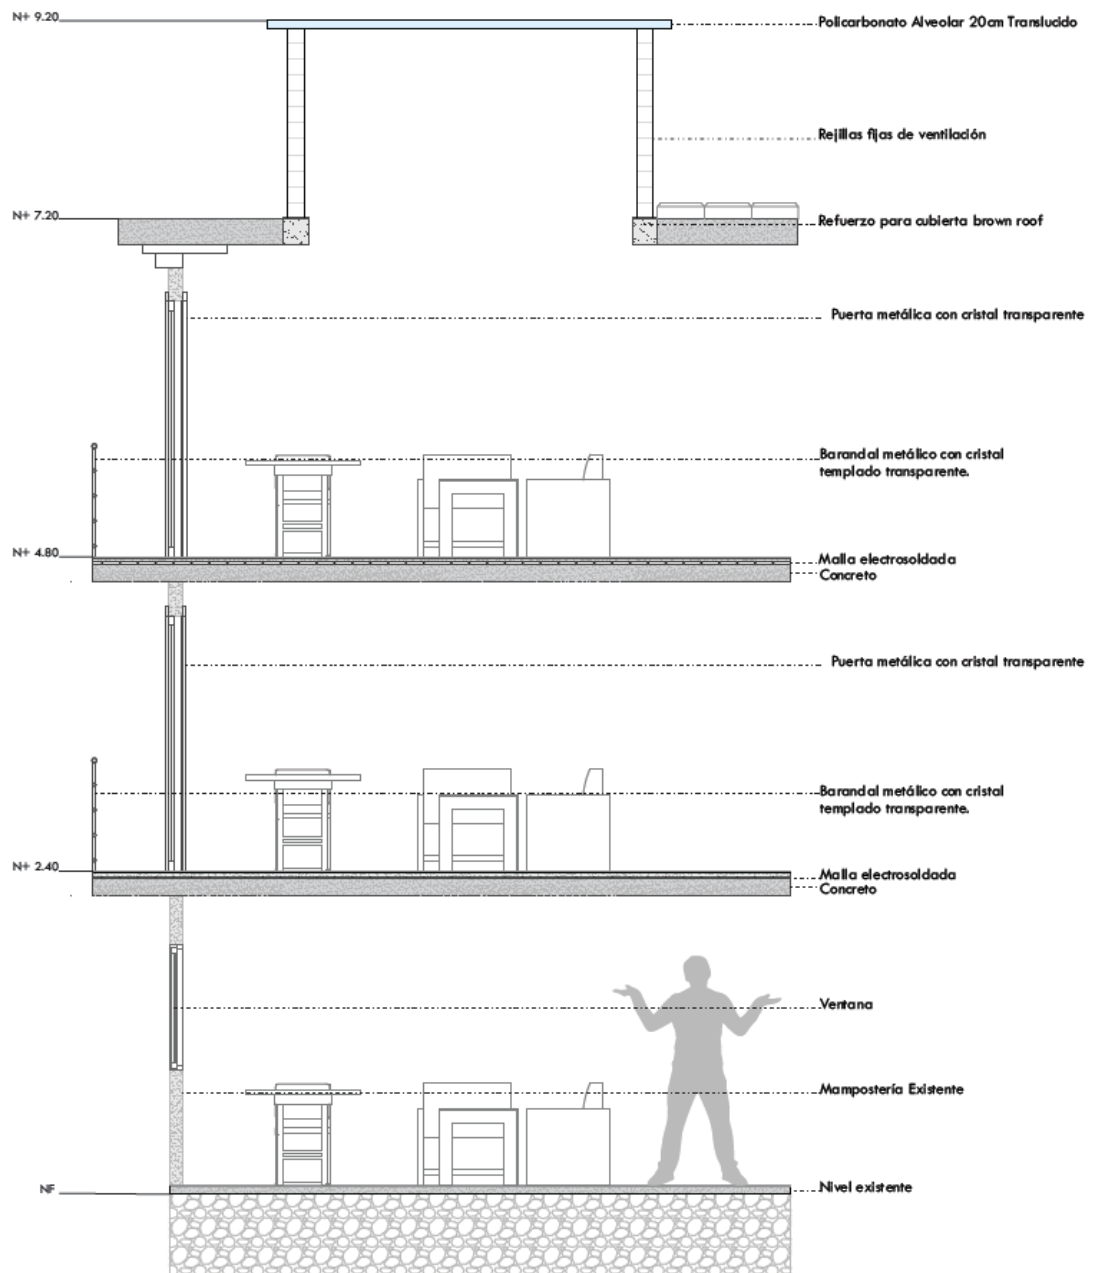 N+ 9.20
Policarbonato Alveolar 20cm Translucido
Rejillas fijas de ventilación
N+ 7.20
Refuerzo para cubierta brown roof
Puerta metálica con cristal transparente
Barandal metálico con cristal
templado transparente.
N+ 4.80
Malla electrosoldada
Concreto
Puerta metálica con cristal transparente
Barandal metálico con cristal
templado transparente.
N+ 2.40
Malla electrosoldada
Concreto
Ventana
Mampostería Existente
NF
Nivel existente